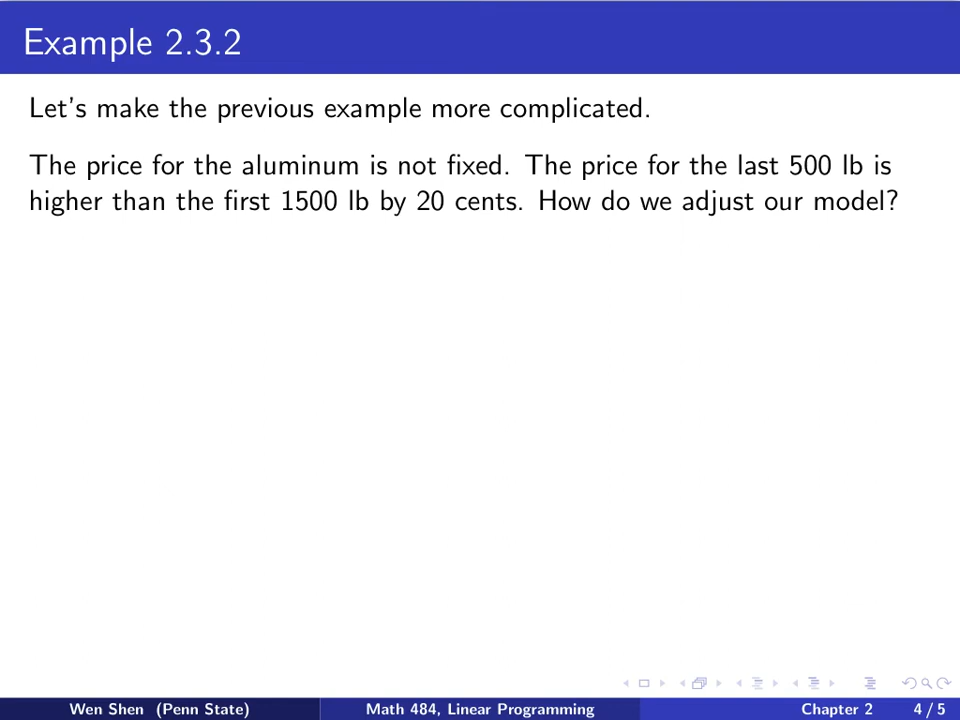 Example 2.3.2
Let's make the previous example more complicated.
The price for the aluminum is not fixed. The price for the last 500 lb is
higher than the first 1500 lb by 20 cents. How do we adjust our model?
Wen Shen (Penn State) Math 484, Linear Programming Chapter 2 4 / 5